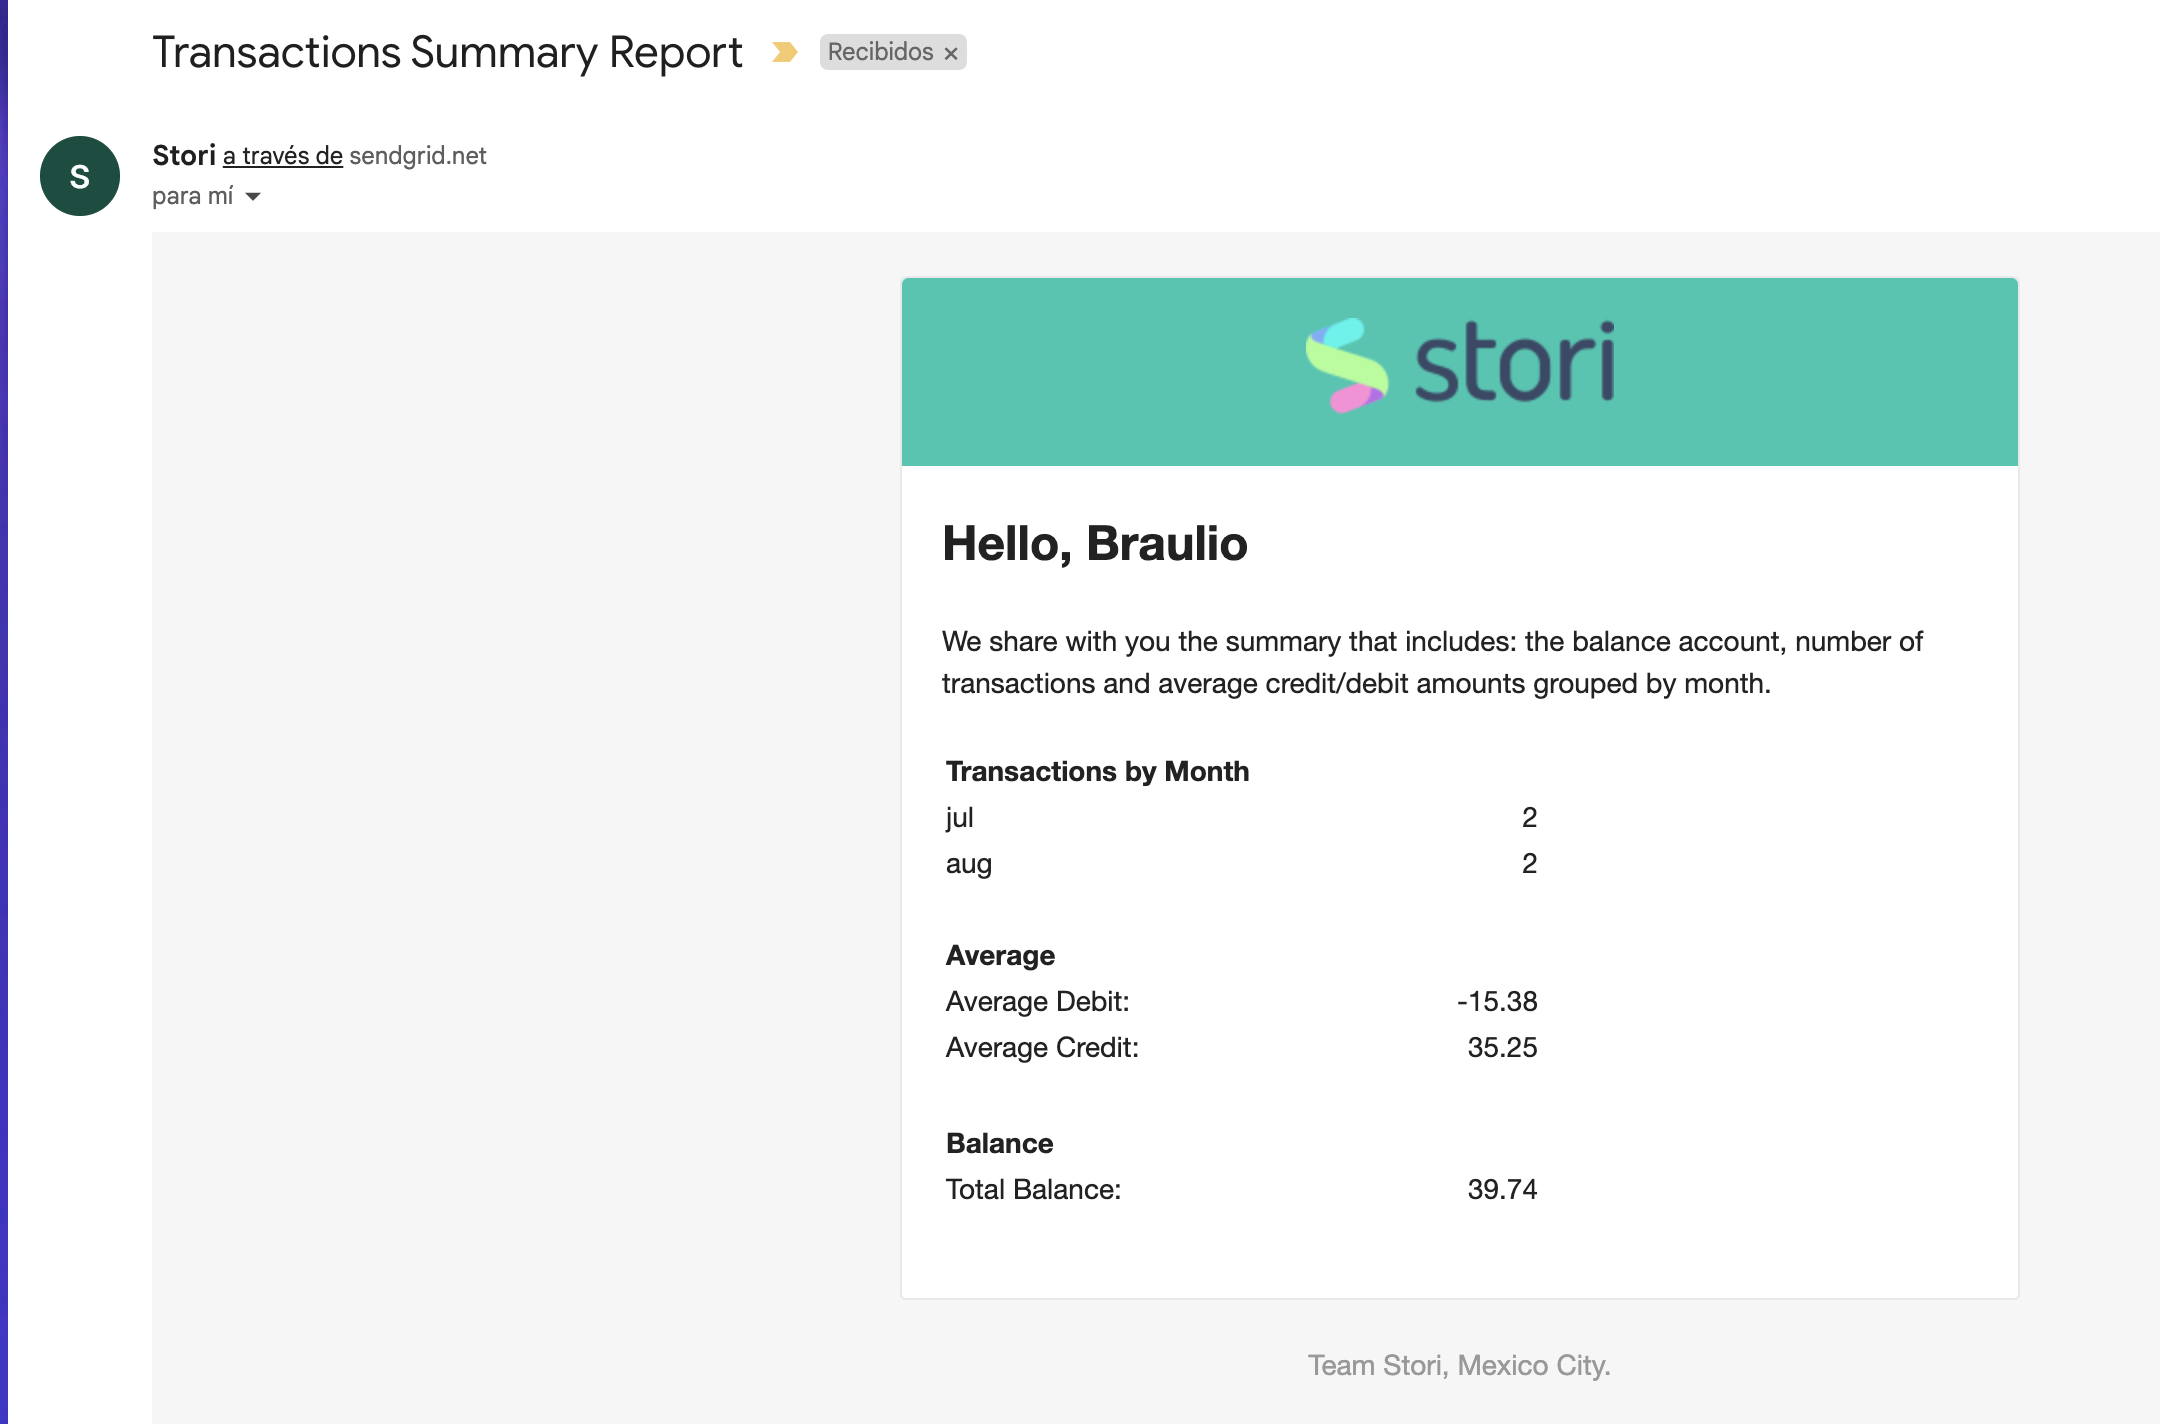 Transactions Summary Report
Recibidos ×
S
Stori a través de sendgrid.net
para mí
stori
Hello, Braulio
We share with you the summary that includes: the balance account, number of
transactions and average credit/debit amounts grouped by month.
Transactions by Month
jul 2
aug 2
Average
Average Debit: -15.38
Average Credit: 35.25
Balance
Total Balance: 39.74
Team Stori, Mexico City.